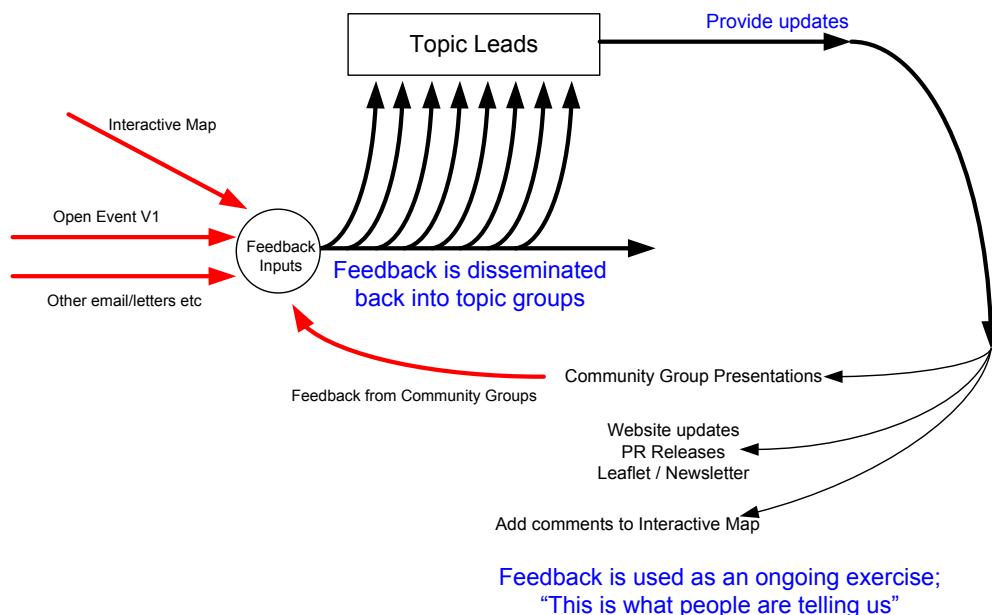 Provide updates
Topic Leads
Interactive Map
Open Event V1
Feedback
Inputs
Feedback is disseminated
back into topic groups
Other email/letters etc
Community Group Presentations
Feedback from Community Groups
Website updates
PR Releases
Leaflet / Newsletter
Add comments to Interactive Map
Feedback is used as an ongoing exercise;
“This is what people are telling us”